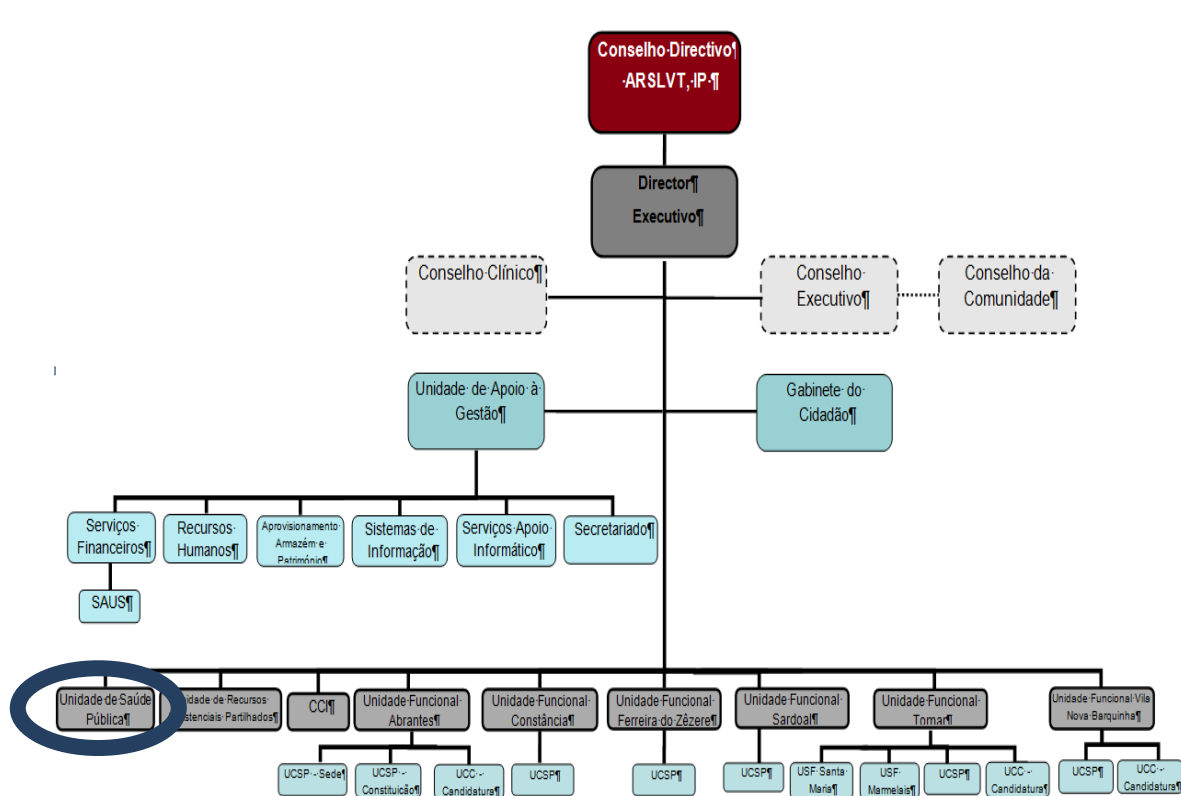 Conselho·Directivo¶
·ARSLVT,·IP·¶
Director¶
Executivo¶
Conselho·Clínico¶
Conselho·
Executivo¶
Conselho·da·
Comunidade¶
Unidade·de·Apoio·à·
Gestão¶
Gabinete·do·
Cidadão¶
Serviços·
Financeiros¶
Recursos·
Humanos¶
Aprovisionamento·
Armazém·e·
Património¶
Sistemas·de·
Informação¶
Serviços·Apoio·
Informático¶
Secretariado¶
SAUS¶
Unidade·de·Saúde·
Pública¶
de·Recursos·
Partilhados¶
CCI¶
Unidade·Funcional·
Abrantes¶
Unidade·Funcional·
Constância¶
Unidade·Funcional·
Ferreira·do·Zêzere¶
Unidade·Funcional·
Sardoal¶
Unidade·Funcional·
Tomar¶
Unidade·Funcional·Vila·
Nova·Barquinha¶
UCSP·-·Sede¶
UCSP·-·
Constituição¶
UCC·-·
Candidatura¶
UCSP¶
UCSP¶
UCSP¶
USF·Santa·
Maria¶
USF·
Marmelais¶
UCSP¶
UCC·-·
Candidatura¶
UCSP¶
UCC·-·
Candidatura¶